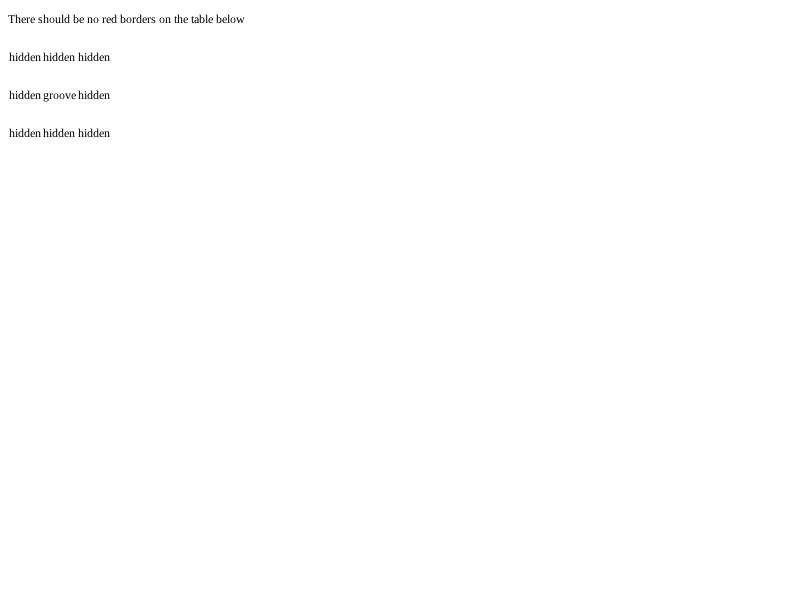 There should be no red borders on the table below
hidden hidden hidden
hidden groove hidden
hidden hidden hidden